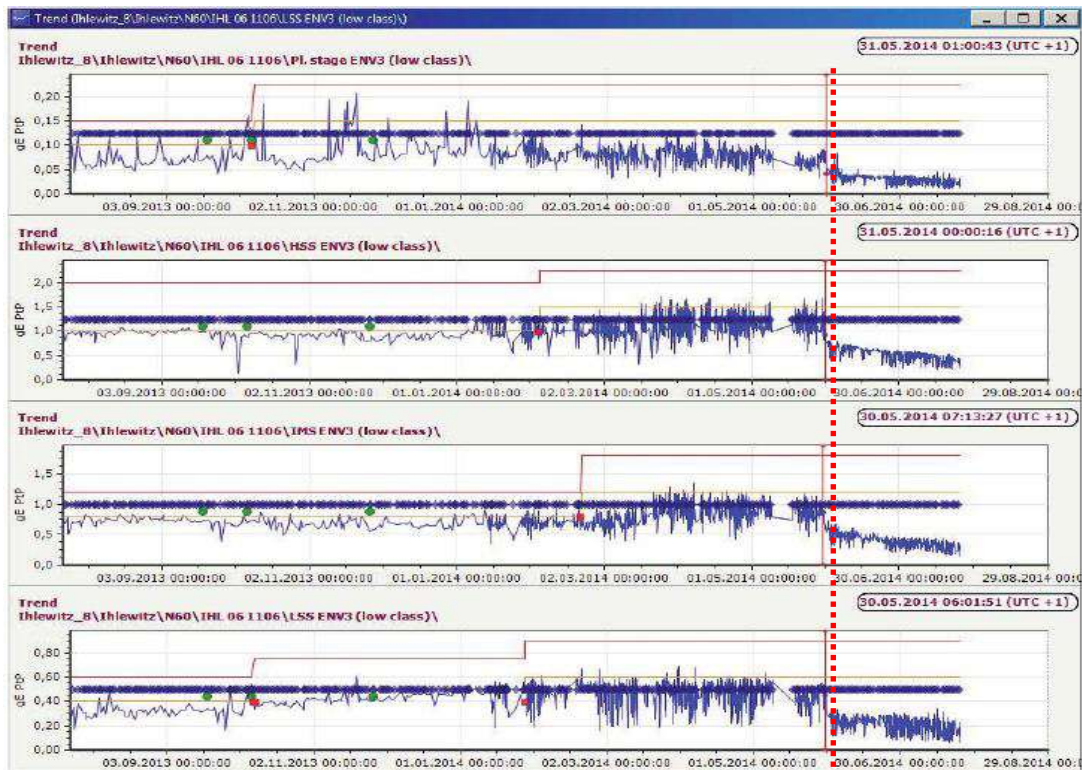 Trend (Ihlewitz_8\Ihlewitz\N60\IHL 06 1106\LSS ENV3 (low class)\)
Trend
31.05.2014 01:00:43 (UTC +1)
Ihlewitz_8\Ihlewitz\N60\IHL 06 1106\Pl. stage ENV3 (low class)\
gE PtP
0,20
0,15
0,10
0,05
0,00
03.09.2013 00:00:00 02.11.2013 00:00:00 01.01.2014 00:00:00 02.03.2014 00:00:00 01.05.2014 00:00:00 30.06.2014 00:00:00 29.08.2014 00:0
Trend
31.05.2014 00:00:16 (UTC +1)
Ihlewitz_8\Ihlewitz\N60\IHL 06 1106\HSS ENV3 (low class)\
gE PtP
2,0
1,5
1,0
0,5
0,0
03.09.2013 00:00:00 02.11.2013 00:00:00 01.01.2014 00:00:00 02.03.2014 00:00:00 01.05.2014 00:00:00 30.06.2014 00:00:00 29.08.2014 00:0
Trend
30.05.2014 07:13:27 (UTC +1)
Ihlewitz_8\Ihlewitz\N60\IHL 06 1106\IMS ENV3 (low class)\
gE PtP
1,5
1,0
0,5
0,0
03.09.2013 00:00:00 02.11.2013 00:00:00 01.01.2014 00:00:00 02.03.2014 00:00:00 01.05.2014 00:00:00 30.06.2014 00:00:00 29.08.2014 00:0
Trend
30.05.2014 06:01:51 (UTC +1)
Ihlewitz_8\Ihlewitz\N60\IHL 06 1106\LSS ENV3 (low class)\
gE PtP
0,80
0,60
0,40
0,20
0,00
03.09.2013 00:00:00 02.11.2013 00:00:00 01.01.2014 00:00:00 02.03.2014 00:00:00 01.05.2014 00:00:00 30.06.2014 00:00:00 29.08.2014 00:0